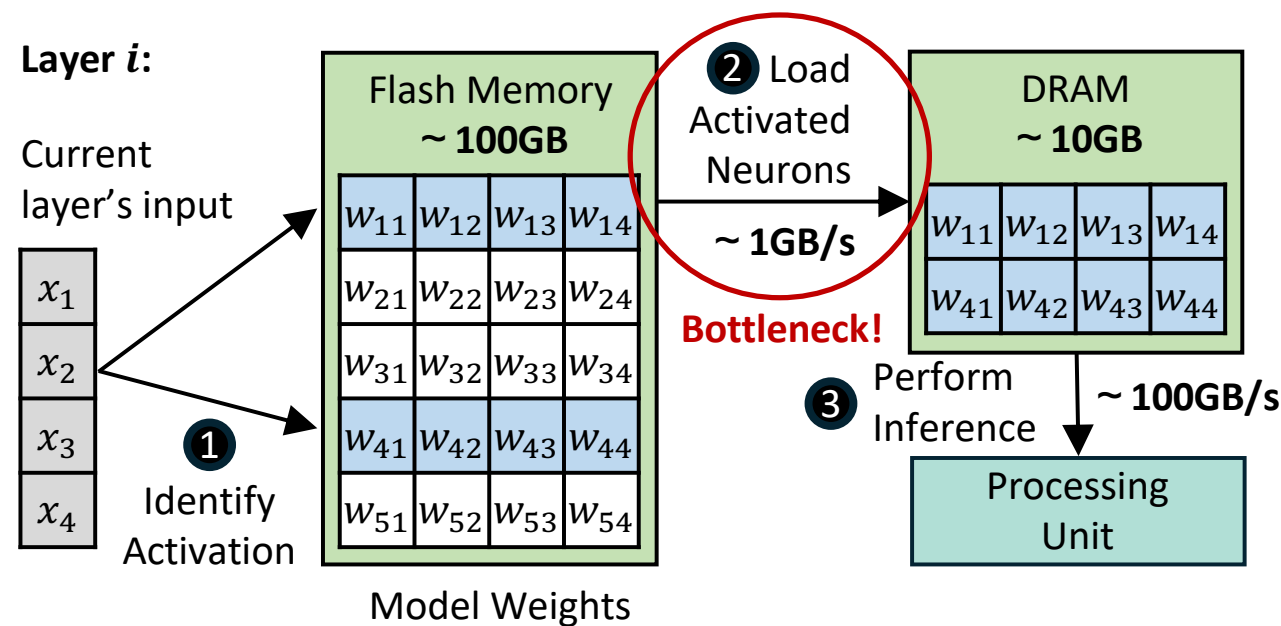 Layer i:
Current
layer's input
x₁
x₂
x₃
x₄
1
Identify
Activation
Flash Memory
~ 100GB
w₁₁ w₁₂ w₁₃ w₁₄
w₂₁ w₂₂ w₂₃ w₂₄
w₃₁ w₃₂ w₃₃ w₃₄
w₄₁ w₄₂ w₄₃ w₄₄
w₅₁ w₅₂ w₅₃ w₅₄
Model Weights
2 Load
Activated
Neurons
~ 1GB/s
Bottleneck!
DRAM
~ 10GB
w₁₁ w₁₂ w₁₃ w₁₄
w₄₁ w₄₂ w₄₃ w₄₄
3 Perform
Inference
~ 100GB/s
Processing
Unit